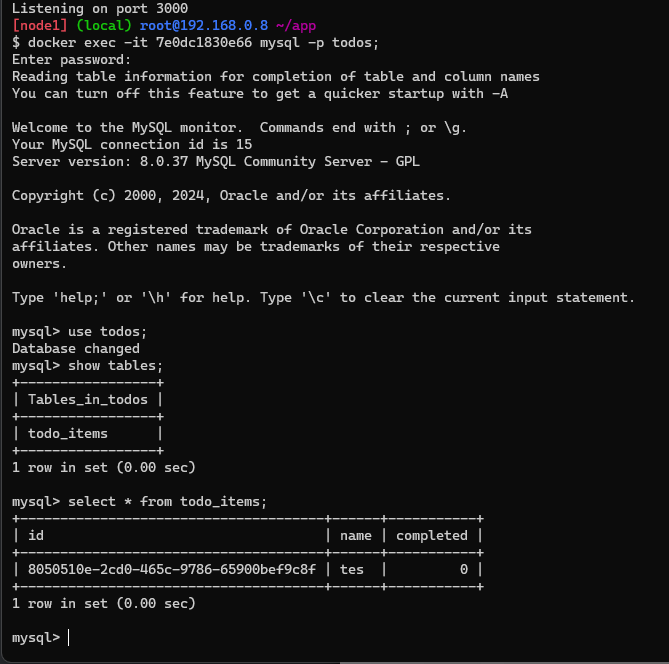 Listening on port 3000
[node1] (local) root@192.168.0.8 ~/app
$ docker exec -it 7e0dc1830e66 mysql -p todos;
Enter password:
Reading table information for completion of table and column names
You can turn off this feature to get a quicker startup with -A
Welcome to the MySQL monitor.  Commands end with ; or \g.
Your MySQL connection id is 15
Server version: 8.0.37 MySQL Community Server - GPL
Copyright (c) 2000, 2024, Oracle and/or its affiliates.
Oracle is a registered trademark of Oracle Corporation and/or its
affiliates. Other names may be trademarks of their respective
owners.
Type 'help;' or '\h' for help. Type '\c' to clear the current input statement.
mysql> use todos;
Database changed
mysql> show tables;
+-----------------+
| Tables_in_todos |
+-----------------+
| todo_items      |
+-----------------+
1 row in set (0.00 sec)
mysql> select * from todo_items;
+--------------------------------------+------+-----------+
| id                                   | name | completed |
+--------------------------------------+------+-----------+
| 8050510e-2cd0-465c-9786-65900bef9c8f | tes  |         0 |
+--------------------------------------+------+-----------+
1 row in set (0.00 sec)
mysql>